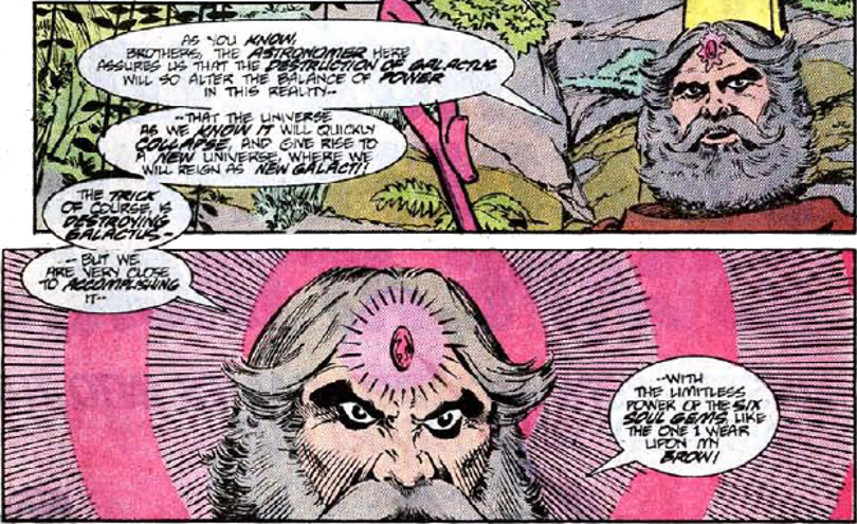 AS YOU KNOW,
BROTHERS, THE ASTRONOMER HERE
ASSURES US THAT THE DESTRUCTION OF GALACTUS
WILL SO ALTER THE BALANCE OF POWER
IN THIS REALITY--
--THAT THE UNIVERSE
AS WE KNOW IT WILL QUICKLY
COLLAPSE, AND GIVE RISE TO
A NEW UNIVERSE, WHERE WE
WILL REIGN AS NEW GALACTI!
THE TRICK
OF COURSE IS
DESTROYING
GALACTUS--
-- BUT WE
ARE VERY CLOSE
TO ACCOMPLISHING
IT--
--WITH
THE LIMITLESS
POWER OF THE SIX
SOUL GEMS, LIKE
THE ONE I WEAR
UPON MY
BROW!